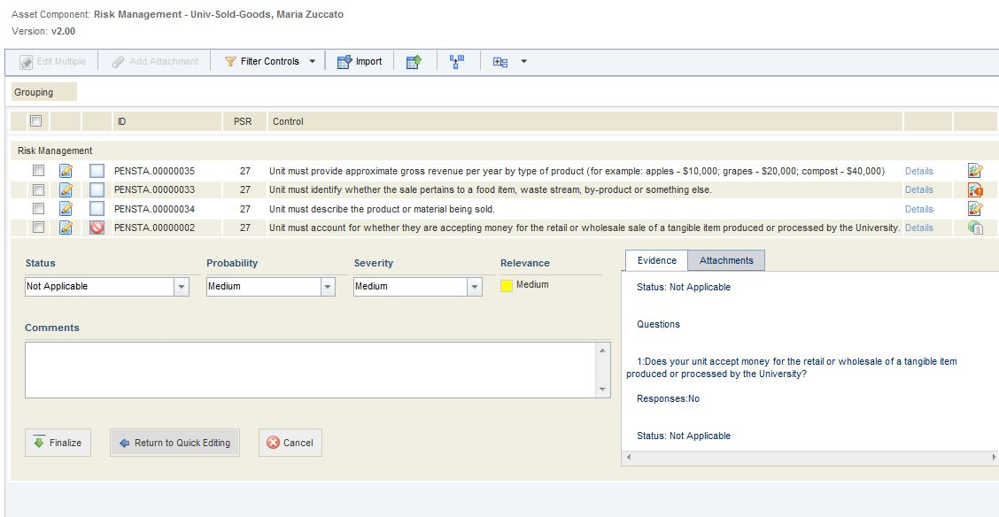 Asset Component: Risk Management - Univ-Sold-Goods, Maria Zuccato
Version: v2.00
Edit Multiple Add Attachment Filter Controls Import
Grouping
ID PSR Control
Risk Management
PENSTA.00000035 27 Unit must provide approximate gross revenue per year by type of product (for example: apples - $10,000; grapes - $20,000; compost - $40,000) Details
PENSTA.00000033 27 Unit must identify whether the sale pertains to a food item, waste stream, by-product or something else. Details
PENSTA.00000034 27 Unit must describe the product or material being sold. Details
PENSTA.00000002 27 Unit must account for whether they are accepting money for the retail or wholesale sale of a tangible item produced or processed by the University. Details
Status Probability Severity Relevance
Not Applicable Medium Medium Medium
Comments
Finalize Return to Quick Editing Cancel
Evidence Attachments
Status: Not Applicable
Questions
1:Does your unit accept money for the retail or wholesale of a tangible item
produced or processed by the University?
Responses:No
Status: Not Applicable